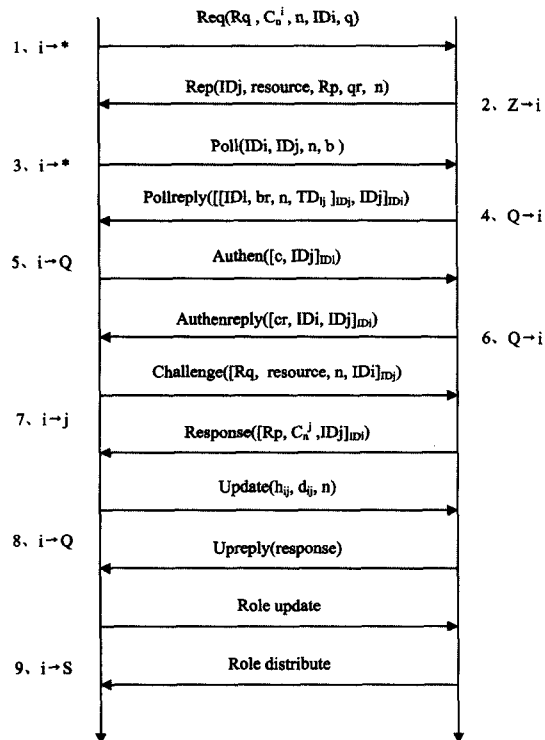 Req(Rq , C_n^i, n, IDi, q)
1、i→*
Rep(IDj, resource, Rp, qr, n)
2、Z→i
Poll(IDi, IDj, n, b )
3、i→*
Pollreply([[IDl, br, n, TD_lj ]_IDj, IDj]_IDi)
4、Q→i
5、i→Q
Authen([c, IDj]_IDl)
Authenreply([cr, IDi, IDj]_IDi)
6、Q→i
Challenge([Rq, resource, n, IDi]_IDj)
7、i→j
Response([Rp, C_n^j ,IDj]_IDi)
Update(h_ij, d_ij, n)
8、i→Q
Upreply(response)
Role update
9、i→S
Role distribute